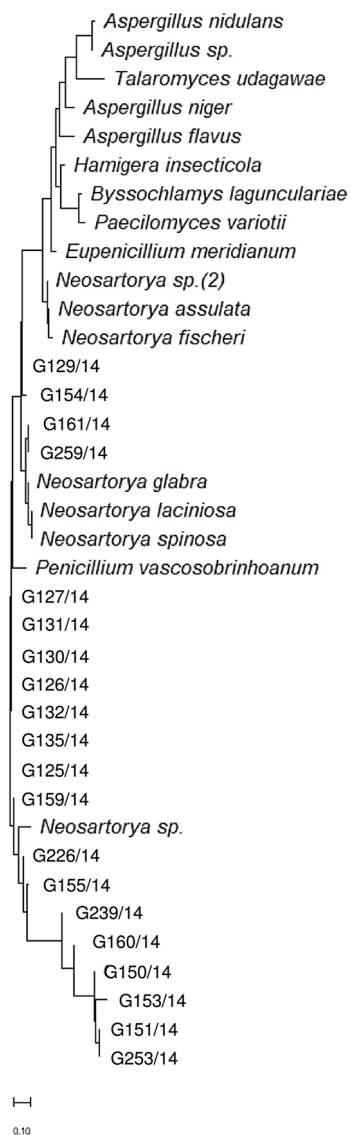 Aspergillus nidulans
Aspergillus sp.
Talaromyces udagawae
Aspergillus niger
Aspergillus flavus
Hamigera insecticola
Byssochlamys lagunculariae
Paecilomyces variotii
Eupenicillium meridianum
Neosartorya sp.(2)
Neosartorya assulata
Neosartorya fischeri
G129/14
G154/14
G161/14
G259/14
Neosartorya glabra
Neosartorya laciniosa
Neosartorya spinosa
Penicillium vascosobrinhoanum
G127/14
G131/14
G130/14
G126/14
G132/14
G135/14
G125/14
G159/14
Neosartorya sp.
G226/14
G155/14
G239/14
G160/14
G150/14
G153/14
G151/14
G253/14
0.10